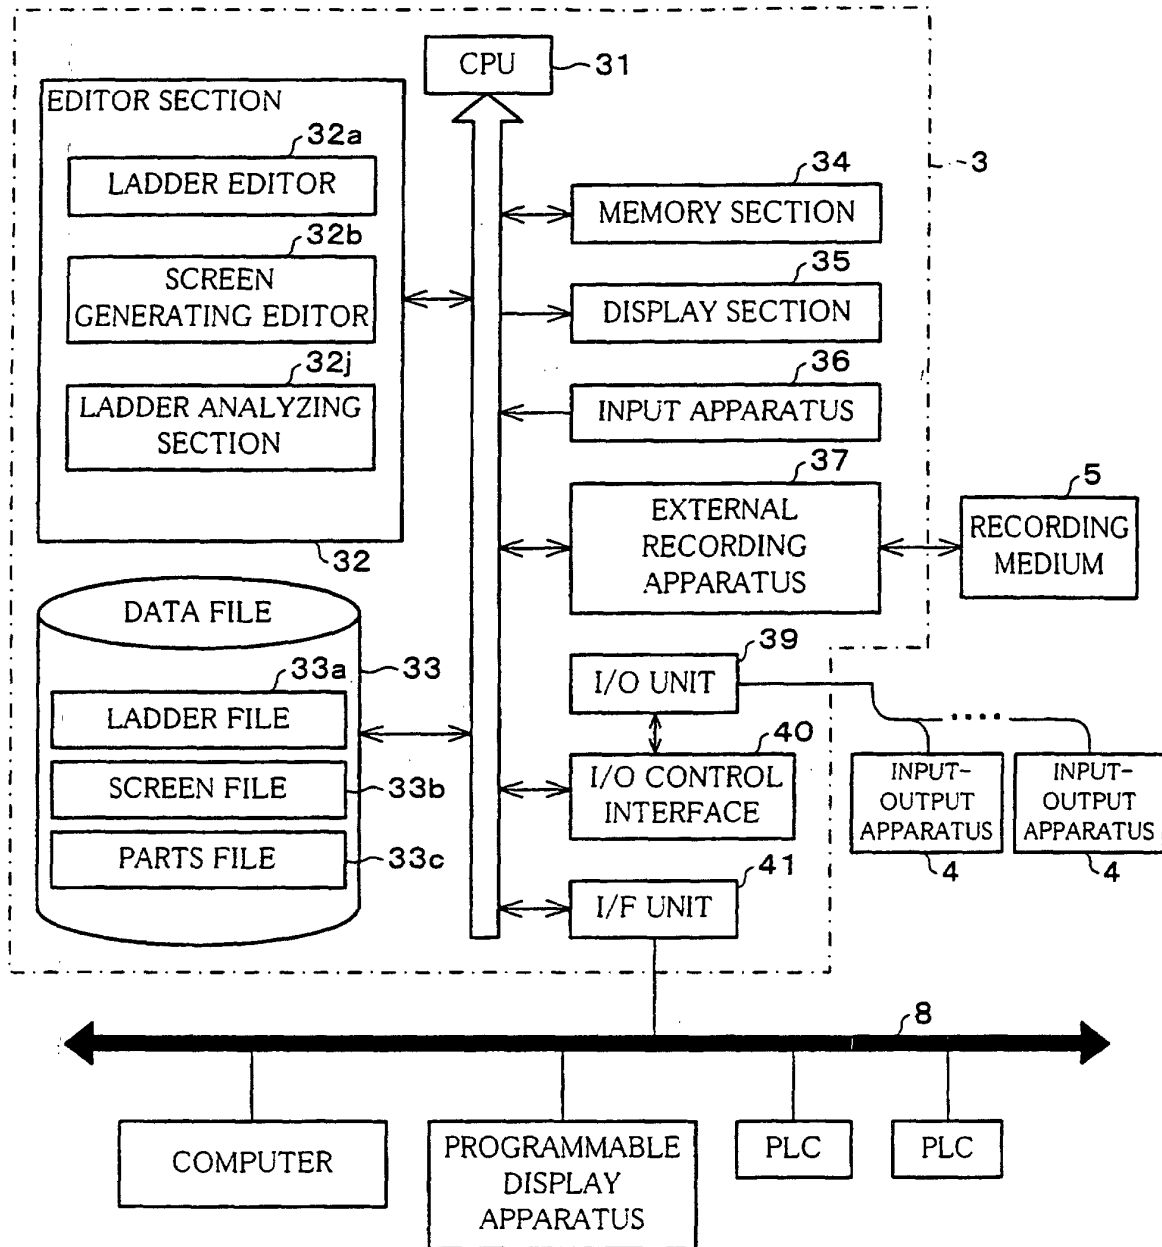 CPU
31
EDITOR SECTION
32a
LADDER EDITOR
32b
SCREEN
GENERATING EDITOR
32j
LADDER ANALYZING
SECTION
32
3
34
MEMORY SECTION
35
DISPLAY SECTION
36
INPUT APPARATUS
37
EXTERNAL
RECORDING
APPARATUS
5
RECORDING
MEDIUM
DATA FILE
33a
33
LADDER FILE
SCREEN FILE
33b
PARTS FILE
33c
39
I/O UNIT
40
I/O CONTROL
INTERFACE
41
I/F UNIT
INPUT-
OUTPUT
APPARATUS
4
INPUT-
OUTPUT
APPARATUS
4
8
COMPUTER
PROGRAMMABLE
DISPLAY
APPARATUS
PLC
PLC